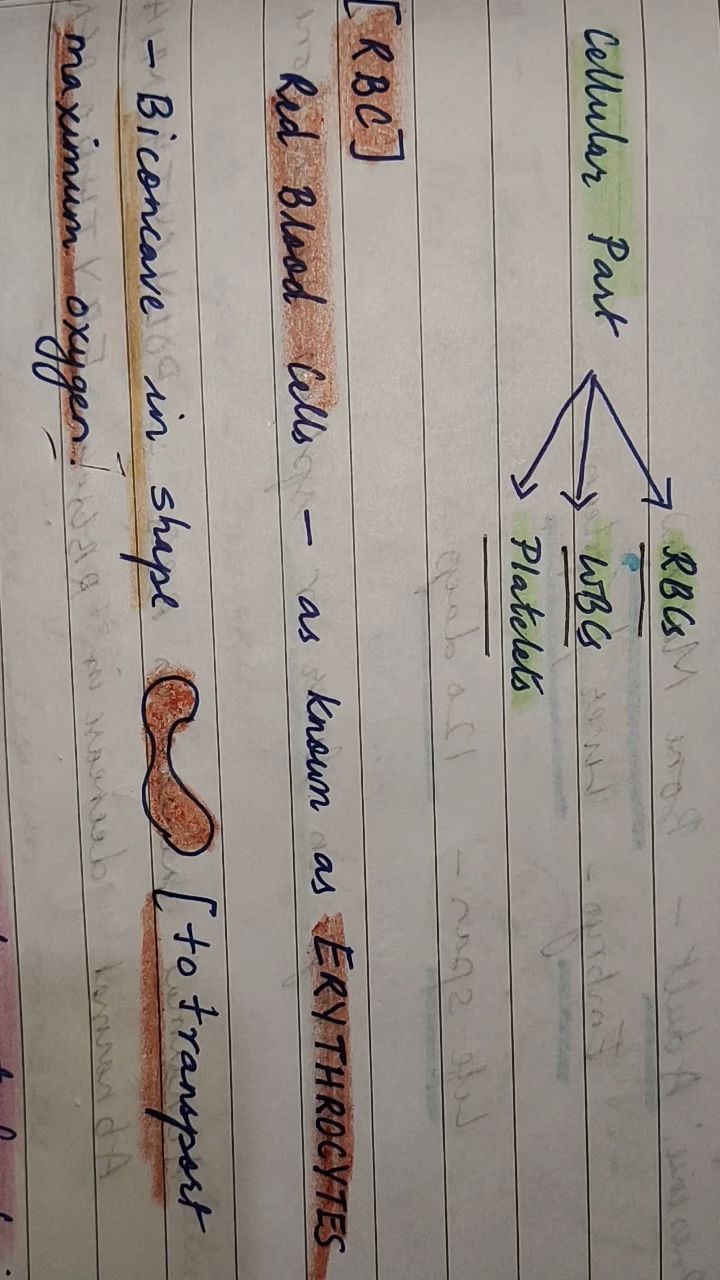 Cellular Part
RBCs
WBCs
Platelets
[RBC]
Red Blood Cells - as known as ERYTHROCYTES
- Biconcave in shape [to transport
maximum oxygen.